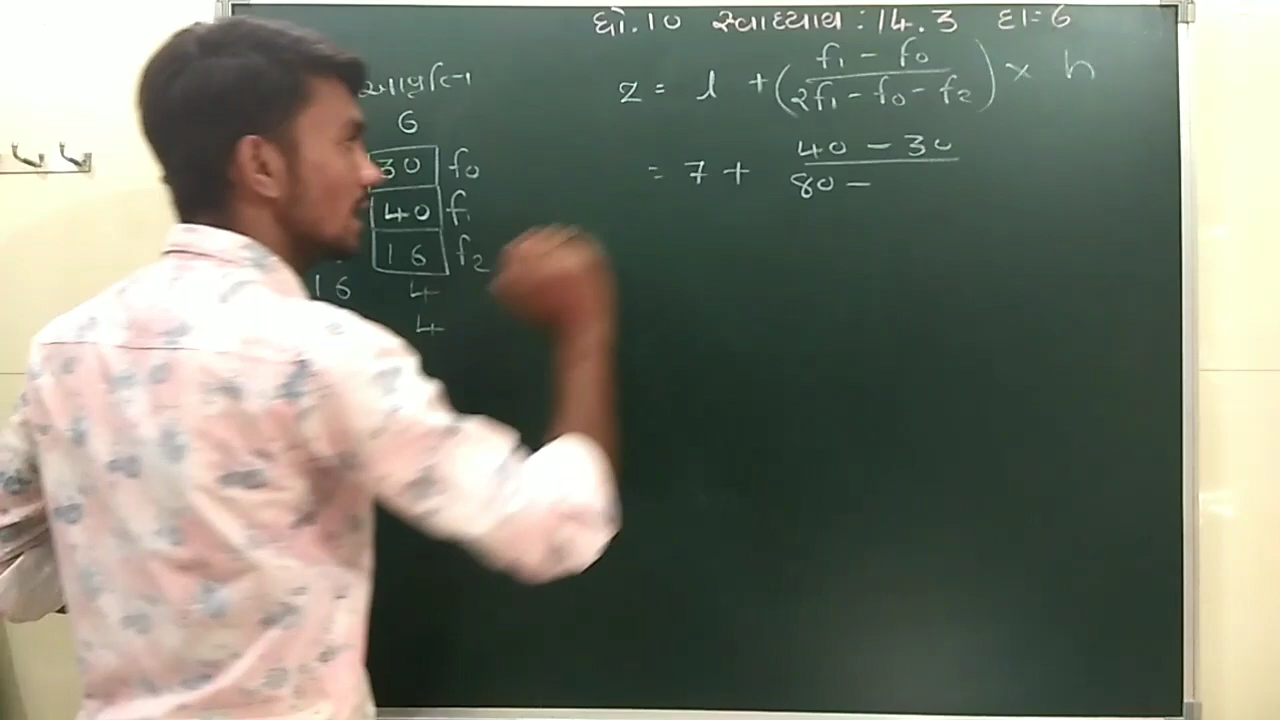 ધો.10 સ્વાધ્યાય : 14.3 દા=6
આવૃત્તિ
6
30 f0
40 f1
16 f2
16 4
4
z = l + (f1 - f0 / 2f1 - f0 - f2) × h
= 7 + 40 - 30 / 80 -